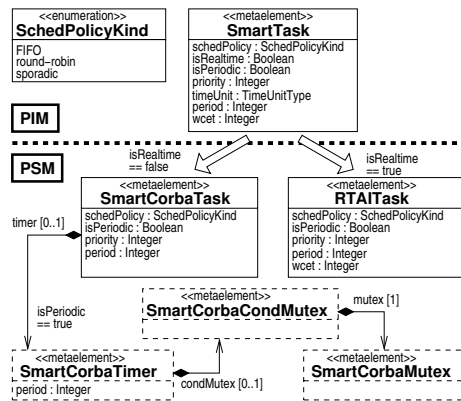 <<enumeration>>
SchedPolicyKind
FIFO
round-robin
sporadic
<<metaelement>>
SmartTask
schedPolicy : SchedPolicyKind
isRealtime : Boolean
isPeriodic : Boolean
priority : Integer
timeUnit : TimeUnitType
period : Integer
wcet : Integer
PIM
PSM
isRealtime
== false
isRealtime
== true
<<metaelement>>
SmartCorbaTask
schedPolicy : SchedPolicyKind
isPeriodic : Boolean
priority : Integer
period : Integer
<<metaelement>>
RTAITask
schedPolicy : SchedPolicyKind
isPeriodic : Boolean
priority : Integer
period : Integer
wcet : Integer
timer [0..1]
isPeriodic
== true
<<metaelement>>
SmartCorbaCondMutex
mutex [1]
<<metaelement>>
SmartCorbaTimer
period : Integer
condMutex [0..1]
<<metaelement>>
SmartCorbaMutex